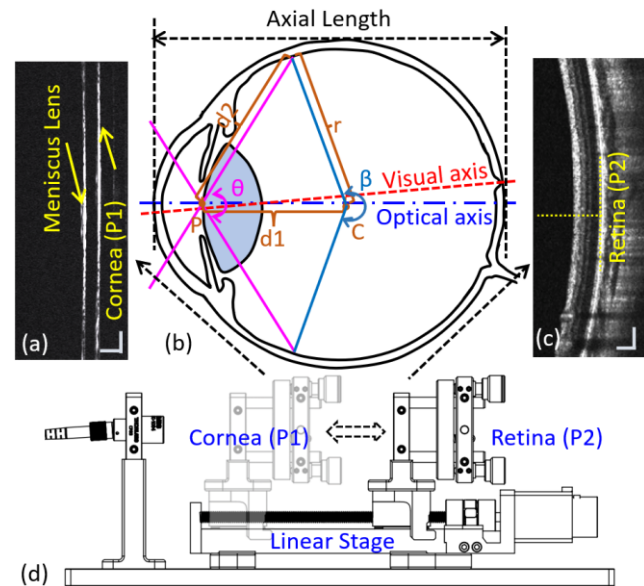 Axial Length
Meniscus Lens
Cornea (P1)
(a)
d2
r
θ
β
Visual axis
Optical axis
P
d1
C
(b)
Retina (P2)
(c)
Cornea (P1)
Retina (P2)
Linear Stage
(d)